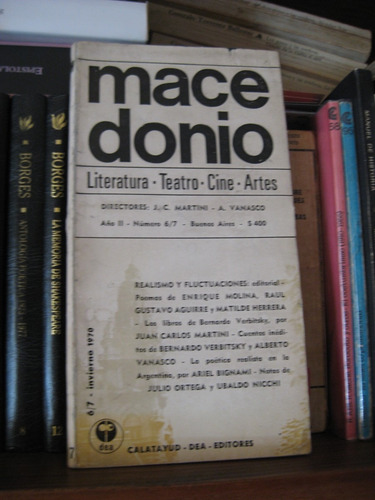 mace
donio
Literatura · Teatro · Cine · Artes
DIRECTORES: J.-C. MARTINI - A. VANASCO
Año II - Número 6/7 - Buenos Aires - $ 400
REALISMO Y FLUCTUACIONES: editorial -
Poemas de ENRIQUE MOLINA, RAUL
GUSTAVO AGUIRRE y MATILDE HERRERA
- Los libros de Bernardo Verbitsky, por
JUAN CARLOS MARTINI - Cuentos inédi-
tos de BERNARDO VERBITSKY y ALBERTO
VANASCO - La poética realista en la
Argentina, por ARIEL BIGNAMI - Notas de
JULIO ORTEGA y UBALDO NICCHI
6/7 - invierno 1970
dea
CALATAYUD - DEA - EDITORES
7
BORGES
BORGES
LA MEMORIA DE SHAKESPEARE